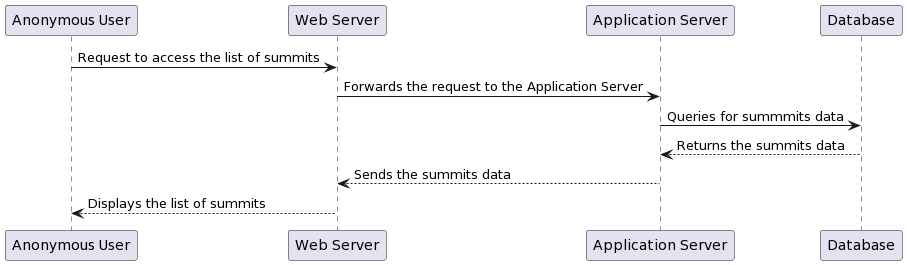 Anonymous User Web Server Application Server Database
Request to access the list of summits
Forwards the request to the Application Server
Queries for summmits data
Returns the summits data
Sends the summits data
Displays the list of summits
Anonymous User Web Server Application Server Database